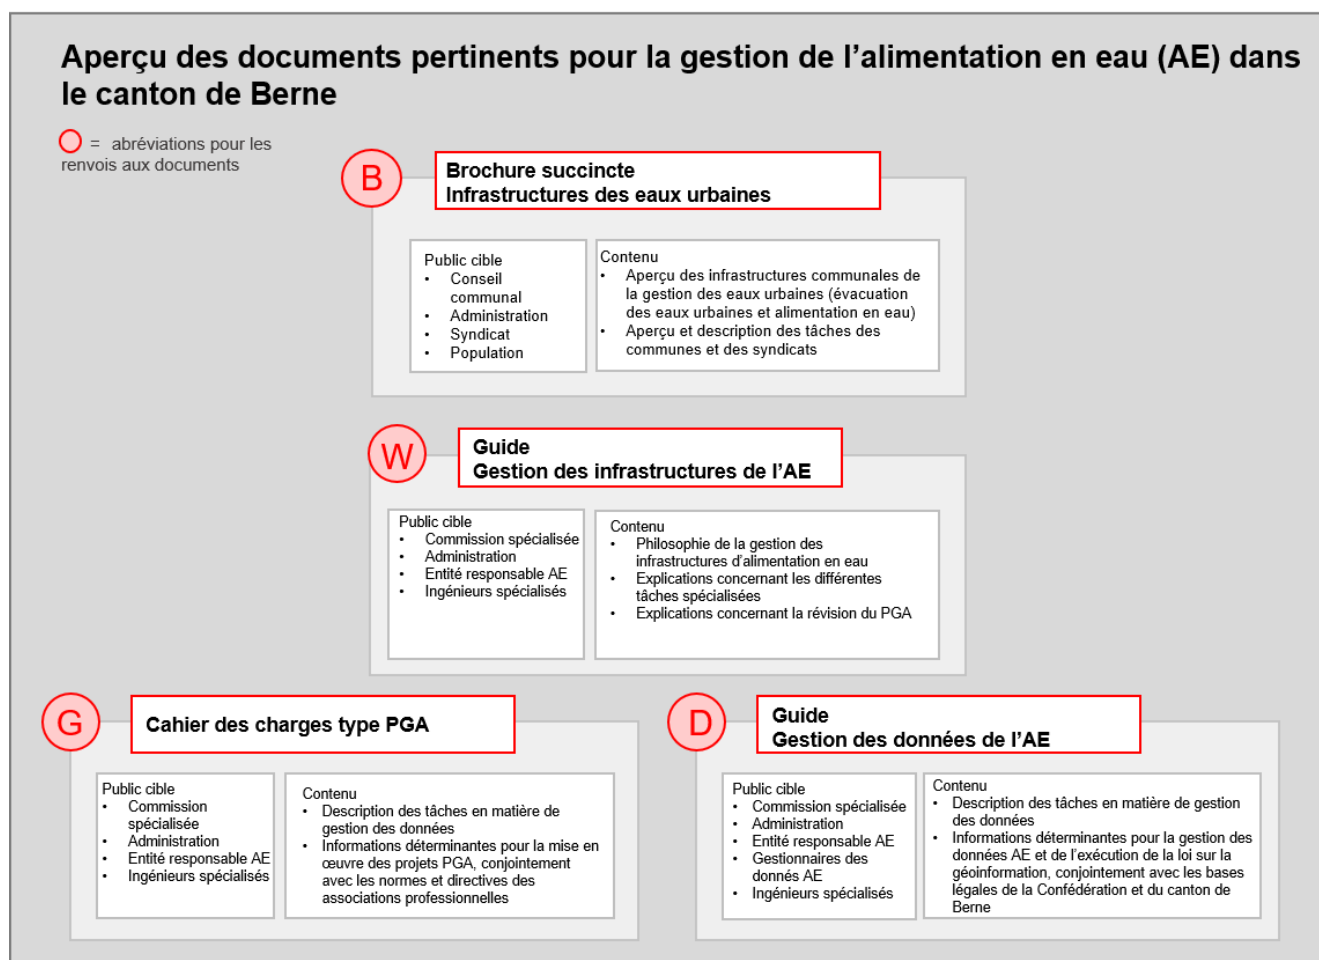 Aperçu des documents pertinents pour la gestion de l’alimentation en eau (AE) dans
le canton de Berne
= abréviations pour les
renvois aux documents
B
Brochure succincte
Infrastructures des eaux urbaines
Public cible
• Conseil
communal
• Administration
• Syndicat
• Population
Contenu
• Aperçu des infrastructures communales de
la gestion des eaux urbaines (évacuation
des eaux urbaines et alimentation en eau)
• Aperçu et description des tâches des
communes et des syndicats
W
Guide
Gestion des infrastructures de l’AE
Public cible
• Commission spécialisée
• Administration
• Entité responsable AE
• Ingénieurs spécialisés
Contenu
• Philosophie de la gestion des
infrastructures d’alimentation en eau
• Explications concernant les différentes
tâches spécialisées
• Explications concernant la révision du PGA
G
Cahier des charges type PGA
Public cible
• Commission
spécialisée
• Administration
• Entité responsable AE
• Ingénieurs spécialisés
Contenu
• Description des tâches en matière de
gestion des données
• Informations déterminantes pour la mise en
œuvre des projets PGA, conjointement
avec les normes et directives des
associations professionnelles
D
Guide
Gestion des données de l’AE
Public cible
• Commission spécialisée
• Administration
• Entité responsable AE
• Gestionnaires des
donnés AE
• Ingénieurs spécialisés
Contenu
• Description des tâches en matière de gestion
des données
• Informations déterminantes pour la gestion des
données AE et de l’exécution de la loi sur la
géoinformation, conjointement avec les bases
légales de la Confédération et du canton de
Berne